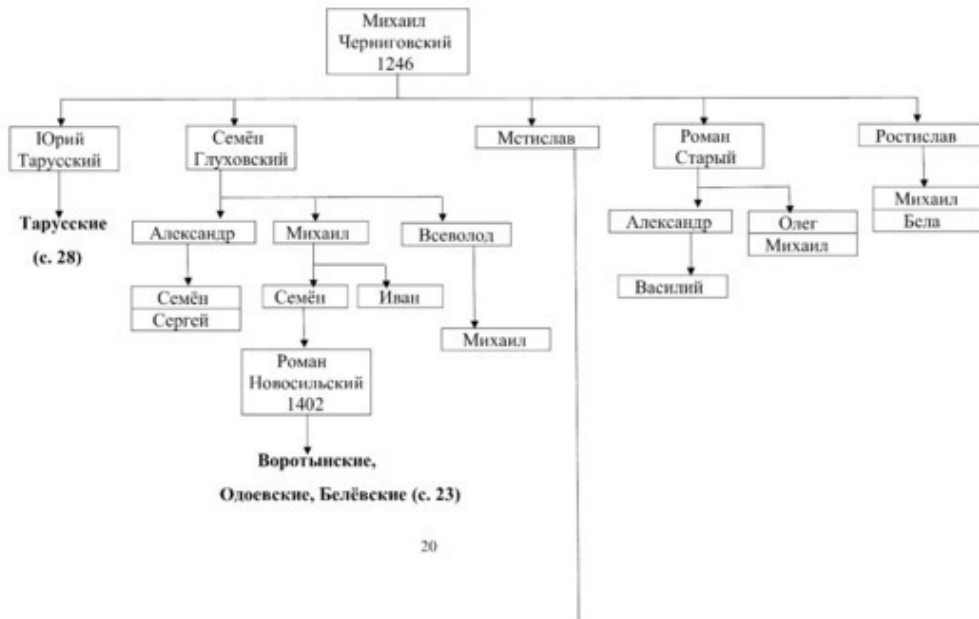 Михаил
Черниговский
1246
Юрий
Тарусский
Семён
Глуховский
Мстислав
Роман
Старый
Ростислав
Тарусские
(с. 28)
Александр
Михаил
Всеволод
Александр
Олег
Михаил
Михаил
Бела
Семён
Сергей
Семён
Иван
Михаил
Василий
Роман
Новосильский
1402
Воротынские,
Одоевские, Белёвские (с. 23)
20